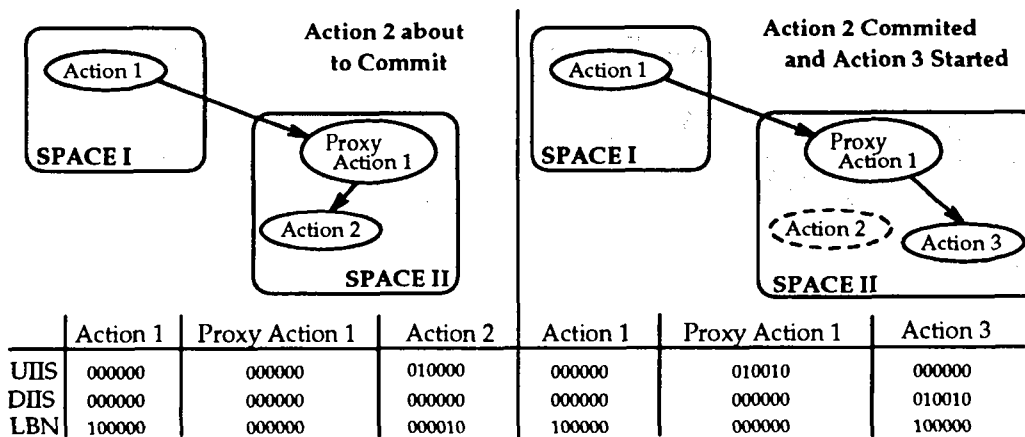 Action 2 about
to Commit
Action 1
SPACE I
Proxy
Action 1
Action 2
SPACE II
Action 2 Commited
and Action 3 Started
Action 1
SPACE I
Proxy
Action 1
Action 2
Action 3
SPACE II
Action 1 Proxy Action 1 Action 2 Action 1 Proxy Action 1 Action 3
UIIS 000000 000000 010000 000000 010010 000000
DIIS 000000 000000 000000 000000 000000 010010
LBN 100000 000000 000010 100000 000000 100000